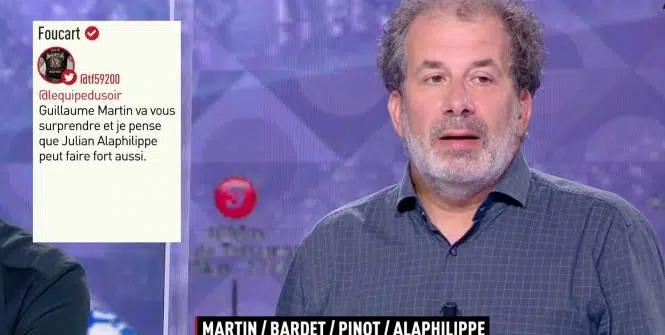 Foucart
@tf59200
@lequipedusoir
Guillaume Martin va vous
surprendre et je pense
que Julian Alaphilippe
peut faire fort aussi.
MARTIN / BARDET / PINOT / ALAPHILIPPE